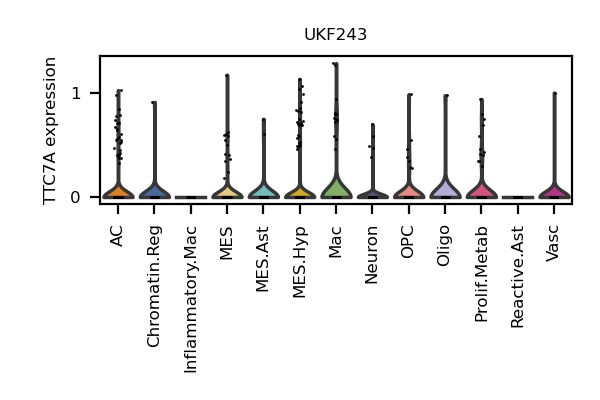 UKF243
TTC7A expression
1
0
AC
Chromatin.Reg
Inflammatory.Mac
MES
MES.Ast
MES.Hyp
Mac
Neuron
OPC
Oligo
Prolif.Metab
Reactive.Ast
Vasc